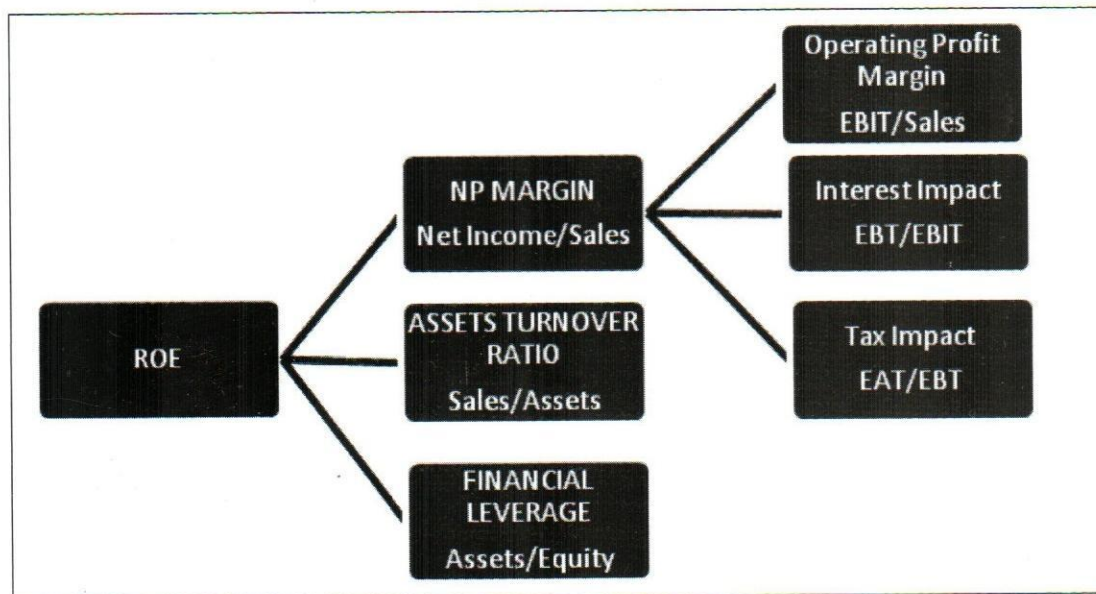 ROE
NP MARGIN
Net Income/Sales
ASSETS TURNOVER
RATIO
Sales/Assets
FINANCIAL
LEVERAGE
Assets/Equity
Operating Profit
Margin
EBIT/Sales
Interest Impact
EBT/EBIT
Tax Impact
EAT/EBT